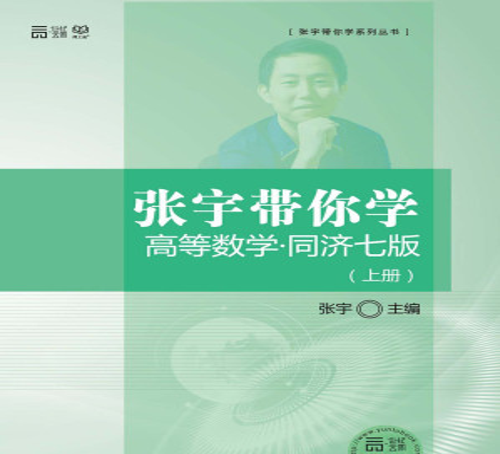 [ 张宇带你学系列丛书 ]
张宇带你学
高等数学·同济七版
(上册)
张宇 主编